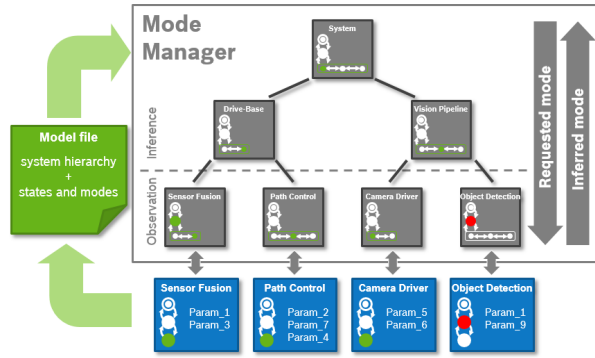 Mode
Manager
System
Drive-Base
Vision Pipeline
Inference
Observation
Sensor Fusion
Path Control
Camera Driver
Object Detection
Requested mode
Inferred mode
Model file
system hierarchy
+
states and modes
Sensor Fusion
Param_1
Param_3
Path Control
Param_2
Param_7
Param_4
Camera Driver
Param_5
Param_6
Object Detection
Param_1
Param_9